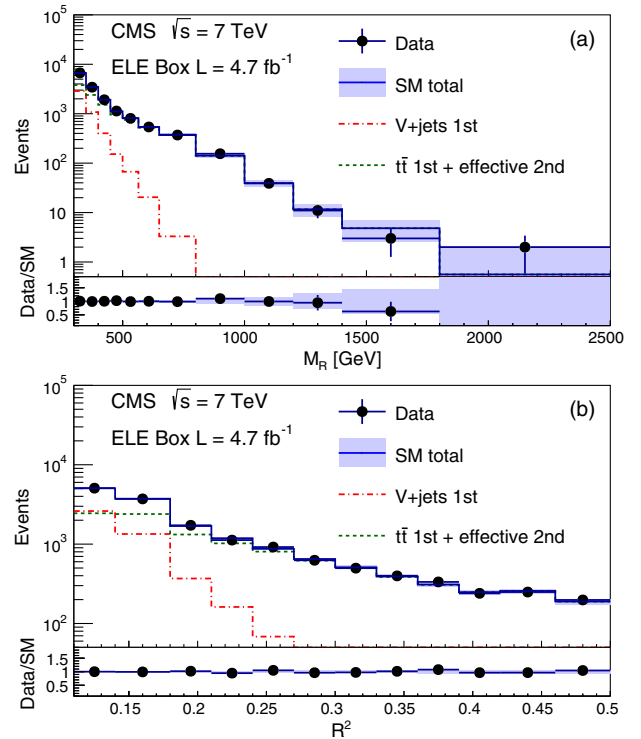 CMS √s = 7 TeV
(a)
ELE Box L = 4.7 fb⁻¹
Data
SM total
V+jets 1st
tt̄ 1st + effective 2nd
Events
10⁵
10⁴
10³
10²
10
1
Data/SM
1.5
1
0.5
500 1000 1500 2000 2500
M_R [GeV]
CMS √s = 7 TeV
(b)
ELE Box L = 4.7 fb⁻¹
Data
SM total
V+jets 1st
tt̄ 1st + effective 2nd
Events
10⁵
10⁴
10³
10²
Data/SM
1.5
1
0.5
0.15 0.2 0.25 0.3 0.35 0.4 0.45 0.5
R²